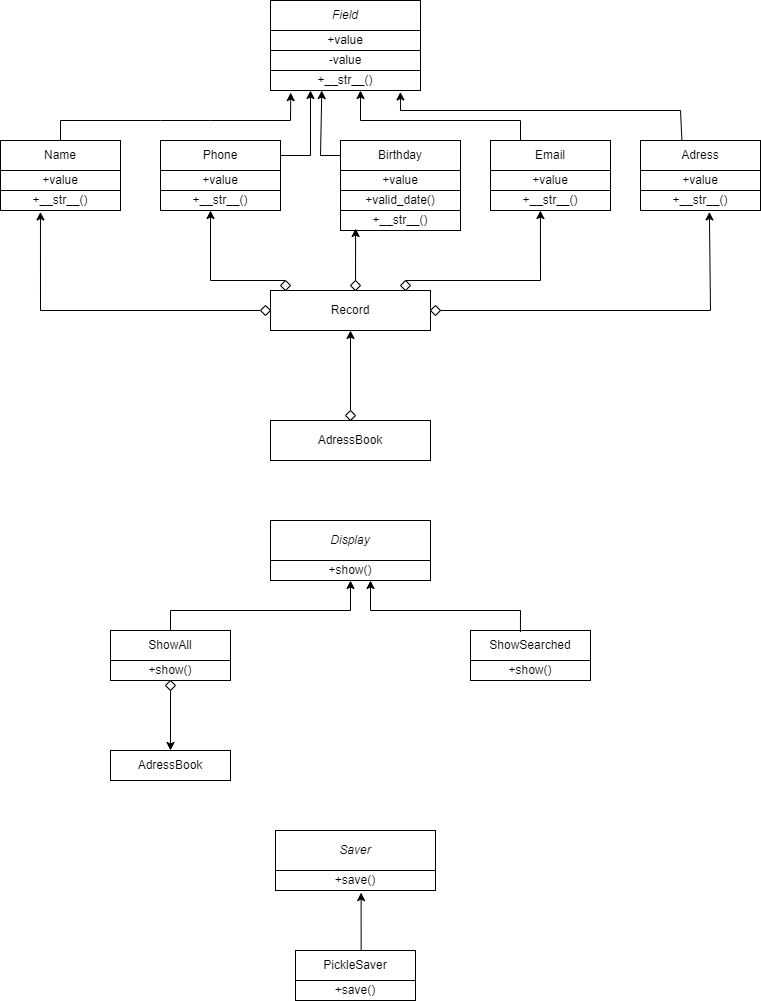 Field
+value
-value
+__str__()
Name
+value
+__str__()
Phone
+value
+__str__()
Birthday
+value
+valid_date()
+__str__()
Email
+value
+__str__()
Adress
+value
+__str__()
Record
AdressBook
Display
+show()
ShowAll
+show()
ShowSearched
+show()
AdressBook
Saver
+save()
PickleSaver
+save()